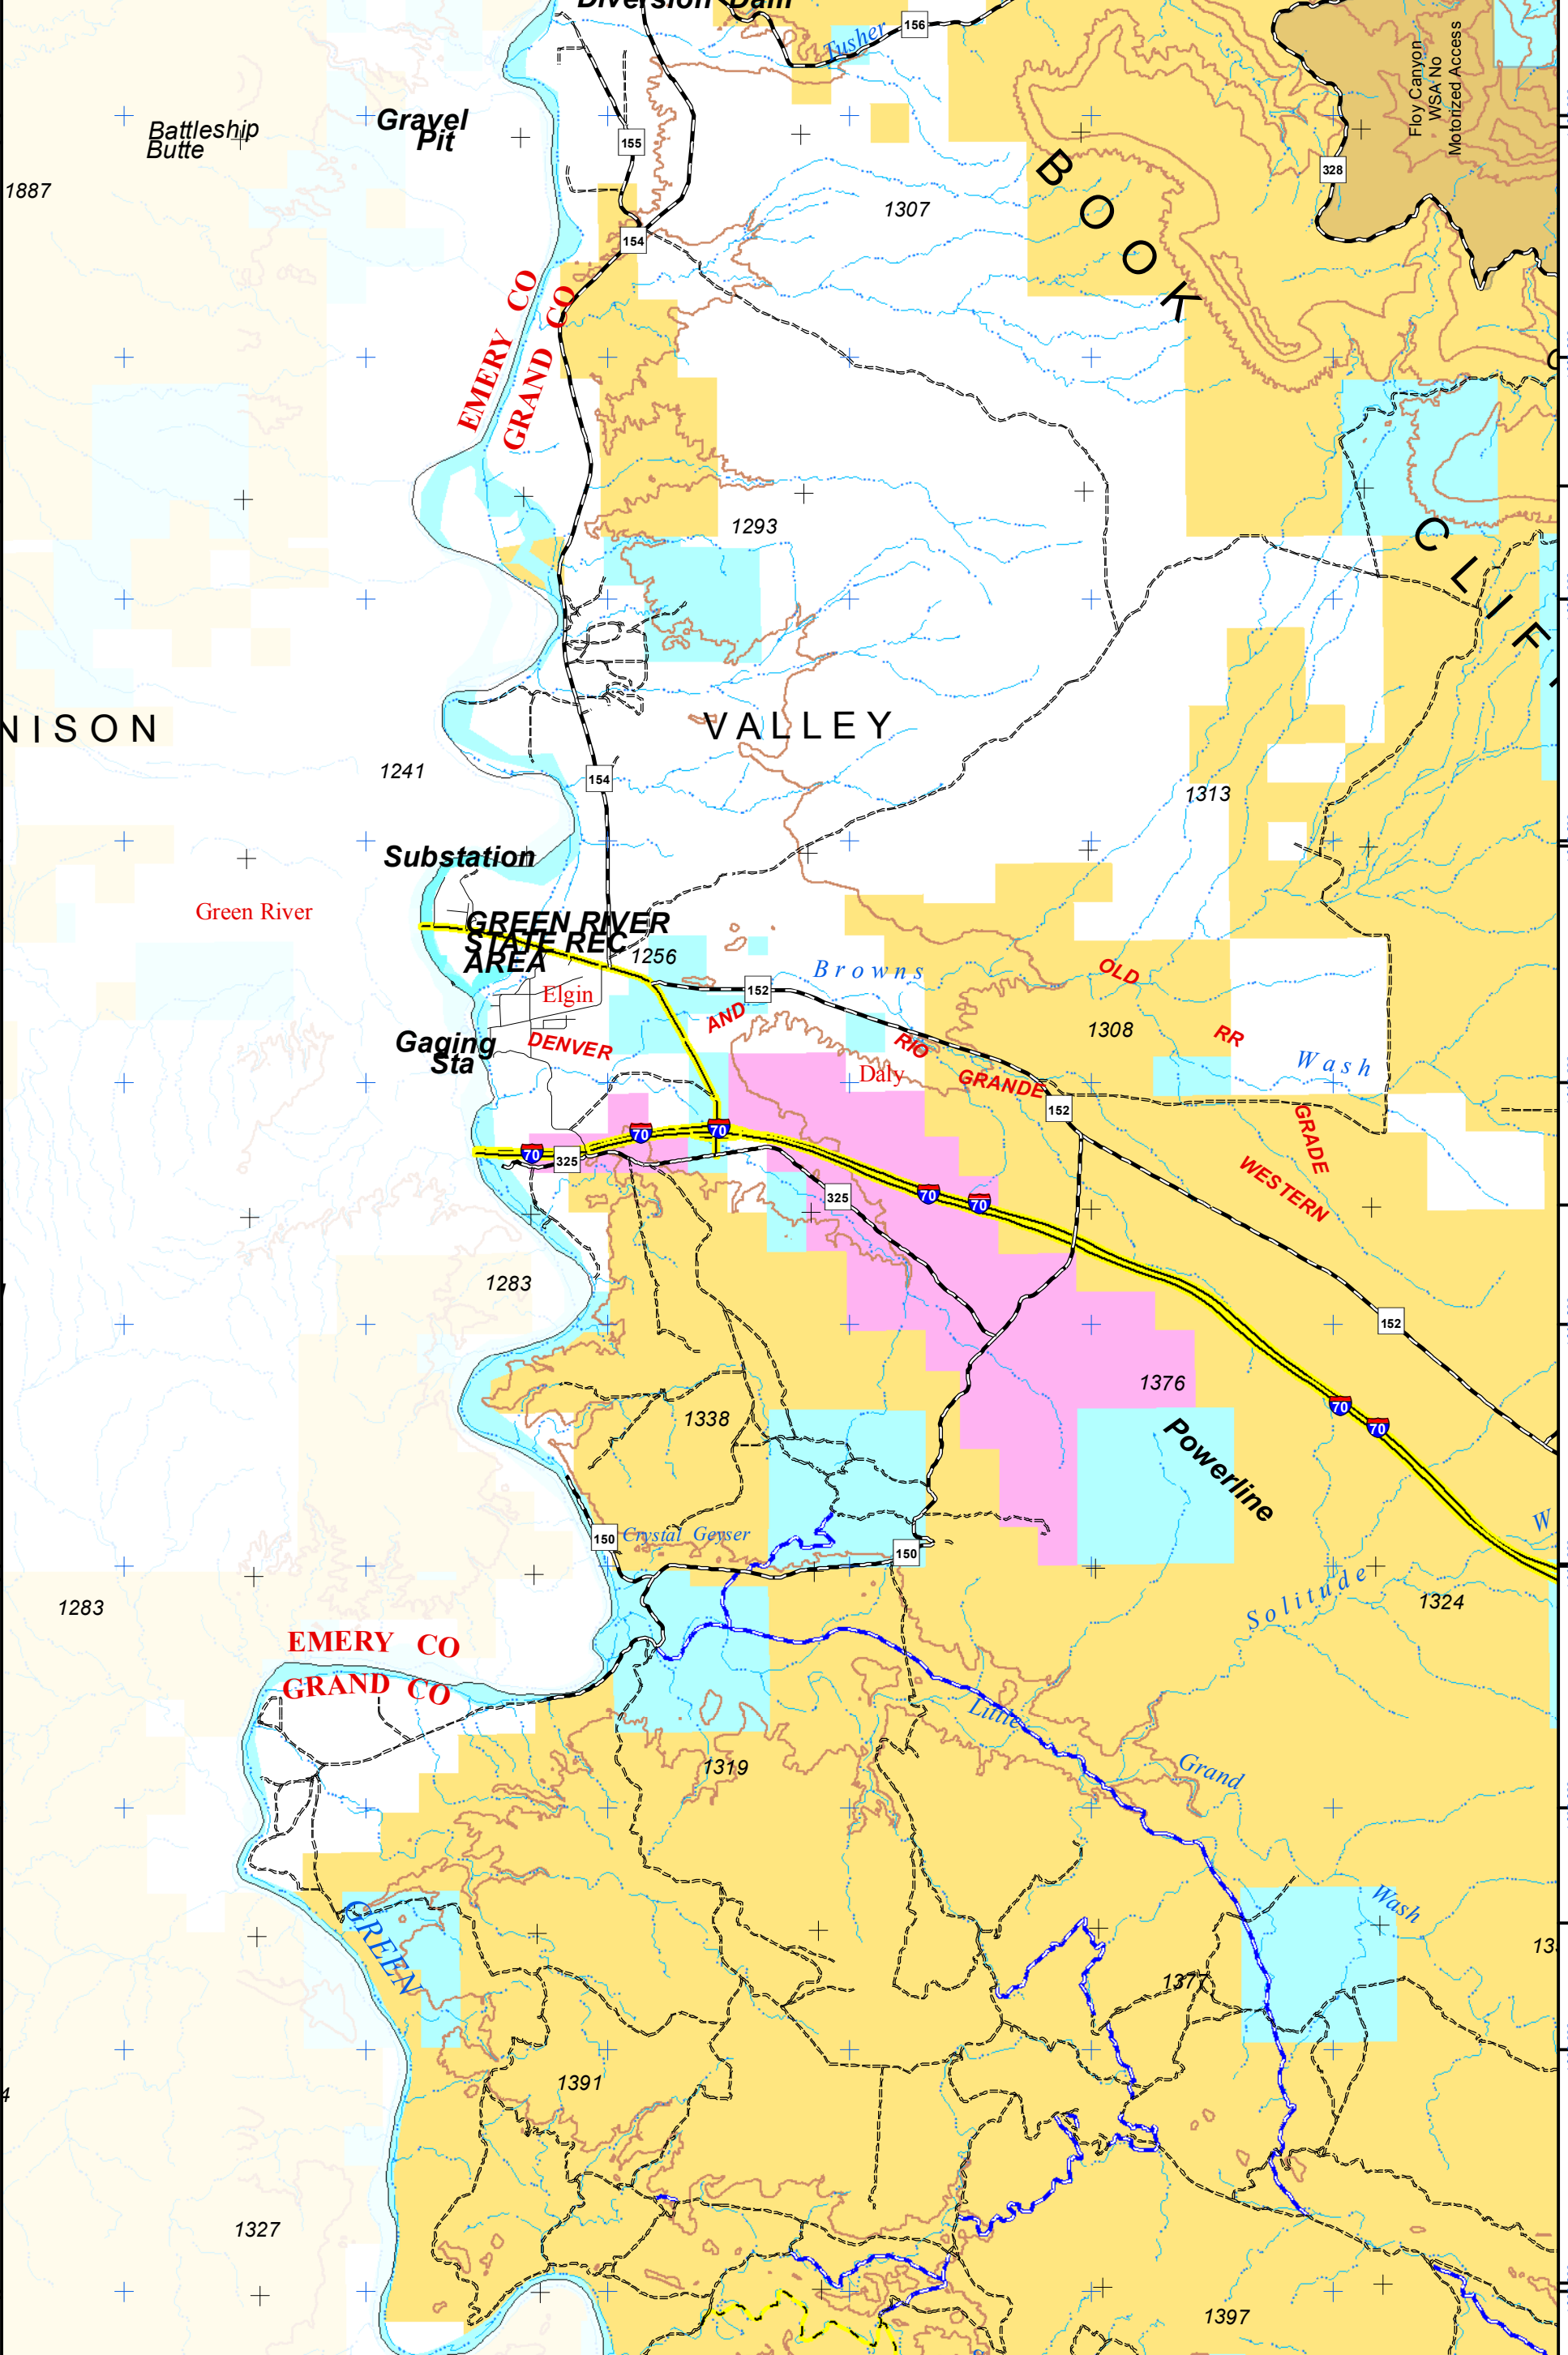 Diversion Dam
156
Tusher
Floy Canyon
WSA No
Motorized Access
Battleship
Butte
Gravel
Pit
155
328
1887
1307
BOOK
154
EMERY CO
GRAND CO
1293
CLIF
NISON
VALLEY
1241
154
1313
Substation
Green River
GREEN RIVER
STATE REC
AREA
1256
Browns
OLD
152
Elgin
AND
1308
RR
Gaging
Sta
DENVER
RIO
Daly
GRANDE
Wash
152
GRADE
70
70
70
325
WESTERN
325
70
70
1283
152
1376
70
70
1338
Powerline
150
Crystal Geyser
150
W
Solitude
1283
1324
EMERY CO
GRAND CO
Little
1319
Grand
GREEN
Wash
13
1377
1391
4
1327
1397